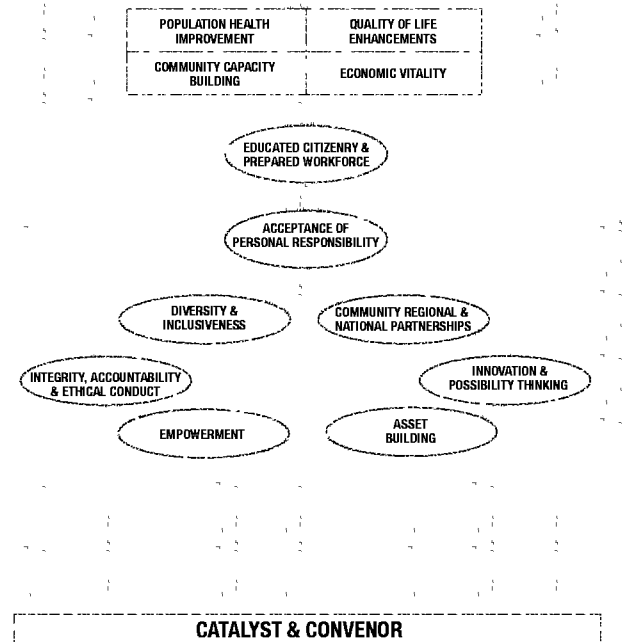 POPULATION HEALTH
IMPROVEMENT
QUALITY OF LIFE
ENHANCEMENTS
COMMUNITY CAPACITY
BUILDING
ECONOMIC VITALITY
EDUCATED CITIZENRY &
PREPARED WORKFORCE
ACCEPTANCE OF
PERSONAL RESPONSIBILITY
DIVERSITY &
INCLUSIVENESS
COMMUNITY REGIONAL &
NATIONAL PARTNERSHIPS
INTEGRITY, ACCOUNTABILITY
& ETHICAL CONDUCT
INNOVATION &
POSSIBILITY THINKING
EMPOWERMENT
ASSET
BUILDING
CATALYST & CONVENOR